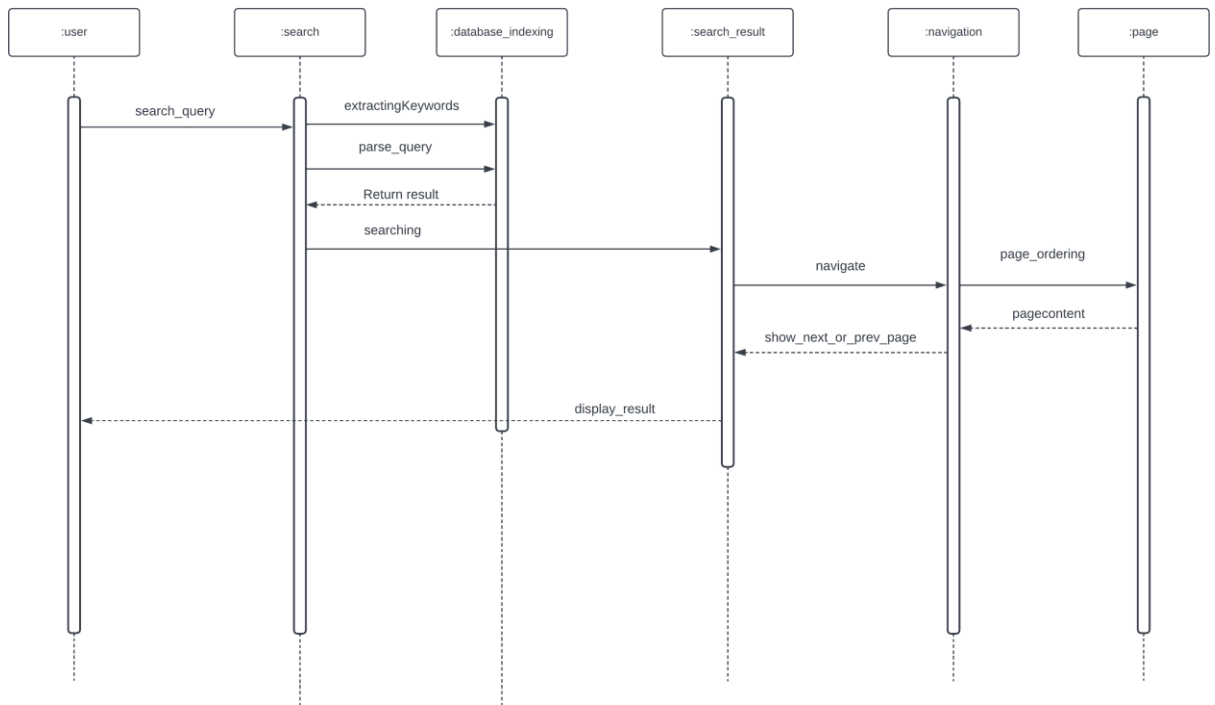 :user
:search
:database_indexing
:search_result
:navigation
:page
search_query
extractingKeywords
parse_query
Return result
searching
navigate
page_ordering
pagecontent
show_next_or_prev_page
display_result